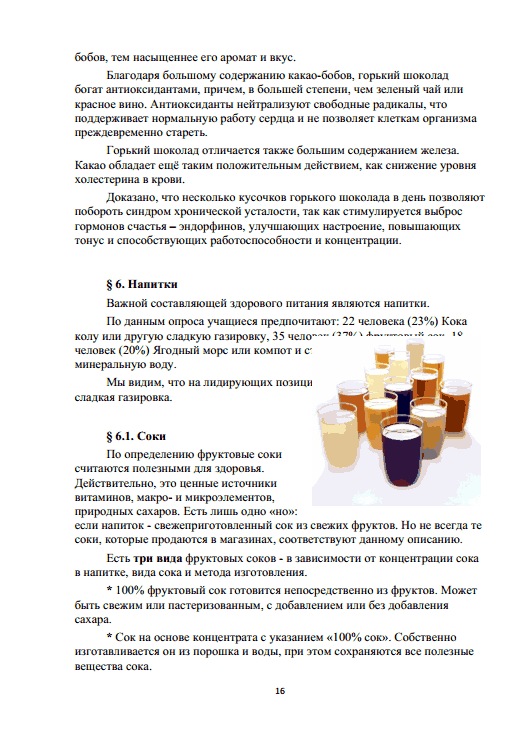 бобов, тем насыщеннее его аромат и вкус.
Благодаря большому содержанию какао-бобов, горький шоколад
богат антиоксидантами, причем, в большей степени, чем зеленый чай или
красное вино. Антиоксиданты нейтрализуют свободные радикалы, что
поддерживает нормальную работу сердца и не позволяет клеткам организма
преждевременно стареть.
Горький шоколад отличается также большим содержанием железа.
Какао обладает ещё таким положительным действием, как снижение уровня
холестерина в крови.
Доказано, что несколько кусочков горького шоколада в день позволяют
побороть синдром хронической усталости, так как стимулируется выброс
гормонов счастья – эндорфинов, улучшающих настроение, повышающих
тонус и способствующих работоспособности и концентрации.
§ 6. Напитки
Важной составляющей здорового питания являются напитки.
По данным опроса учащиеся предпочитают: 22 человека (23%) Кока
колу или другую сладкую газировку, 35 человек (37%) фруктовый сок, 18
человек (20%) Ягодный морс или компот и
минеральную воду.
Мы видим, что на лидирующих
сладкая газировка.
§ 6.1. Соки
По определению фруктовые соки
считаются полезными для здоровья.
Действительно, это ценные источники
витаминов, макро- и микроэлементов,
природных сахаров. Есть лишь одно «но»:
если напиток - свежеприготовленный сок из свежих фруктов. Но не всегда те
соки, которые продаются в магазинах, соответствуют данному описанию.
Есть три вида фруктовых соков - в зависимости от концентрации сока
в напитке, вида сока и метода изготовления.
* 100% фруктовый сок готовится непосредственно из фруктов. Может
быть свежим или пастеризованным, с добавлением или без добавления
сахара.
* Сок на основе концентрата с указанием «100% сок». Собственно
изготавливается он из порошка и воды, при этом сохраняются все полезные
вещества сока.
16